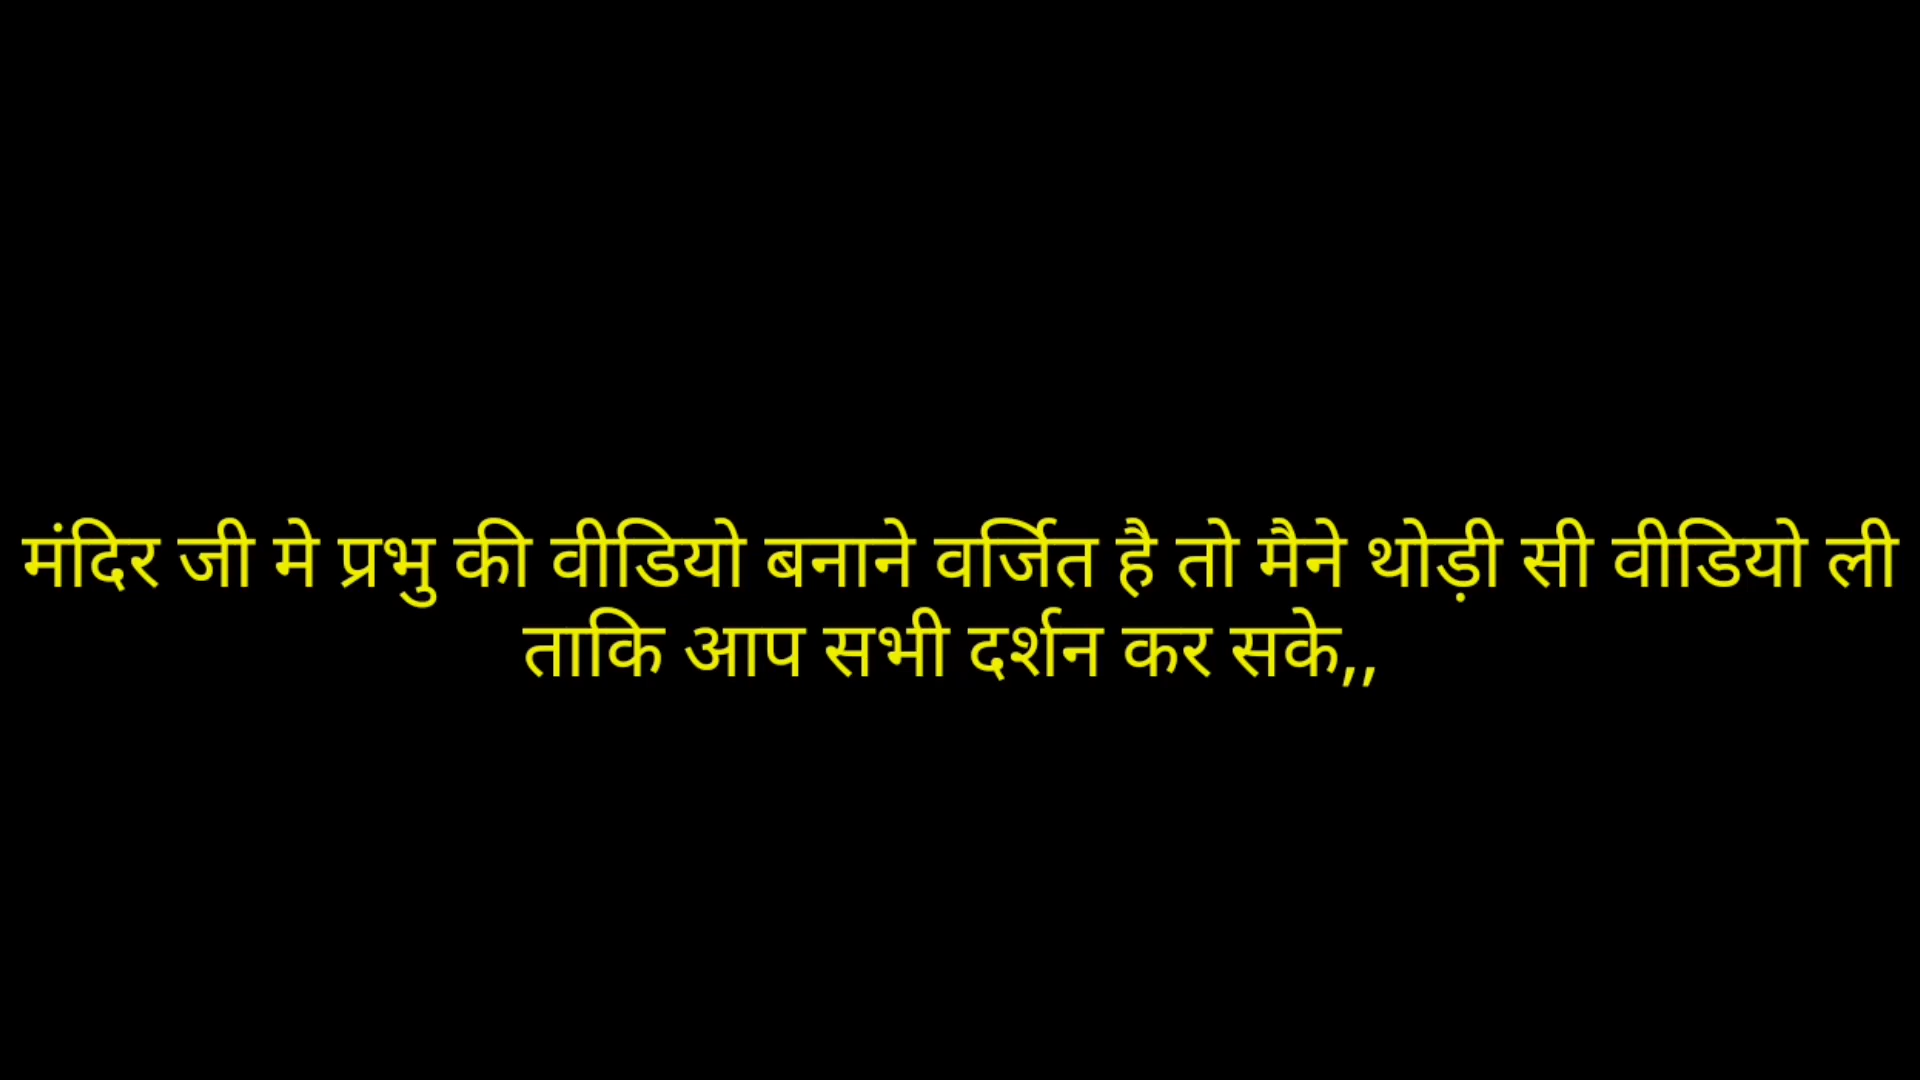 मंदिर जी मे प्रभु की वीडियो बनाने वर्जित है तो मैने थोड़ी सी वीडियो ली
ताकि आप सभी दर्शन कर सके,,